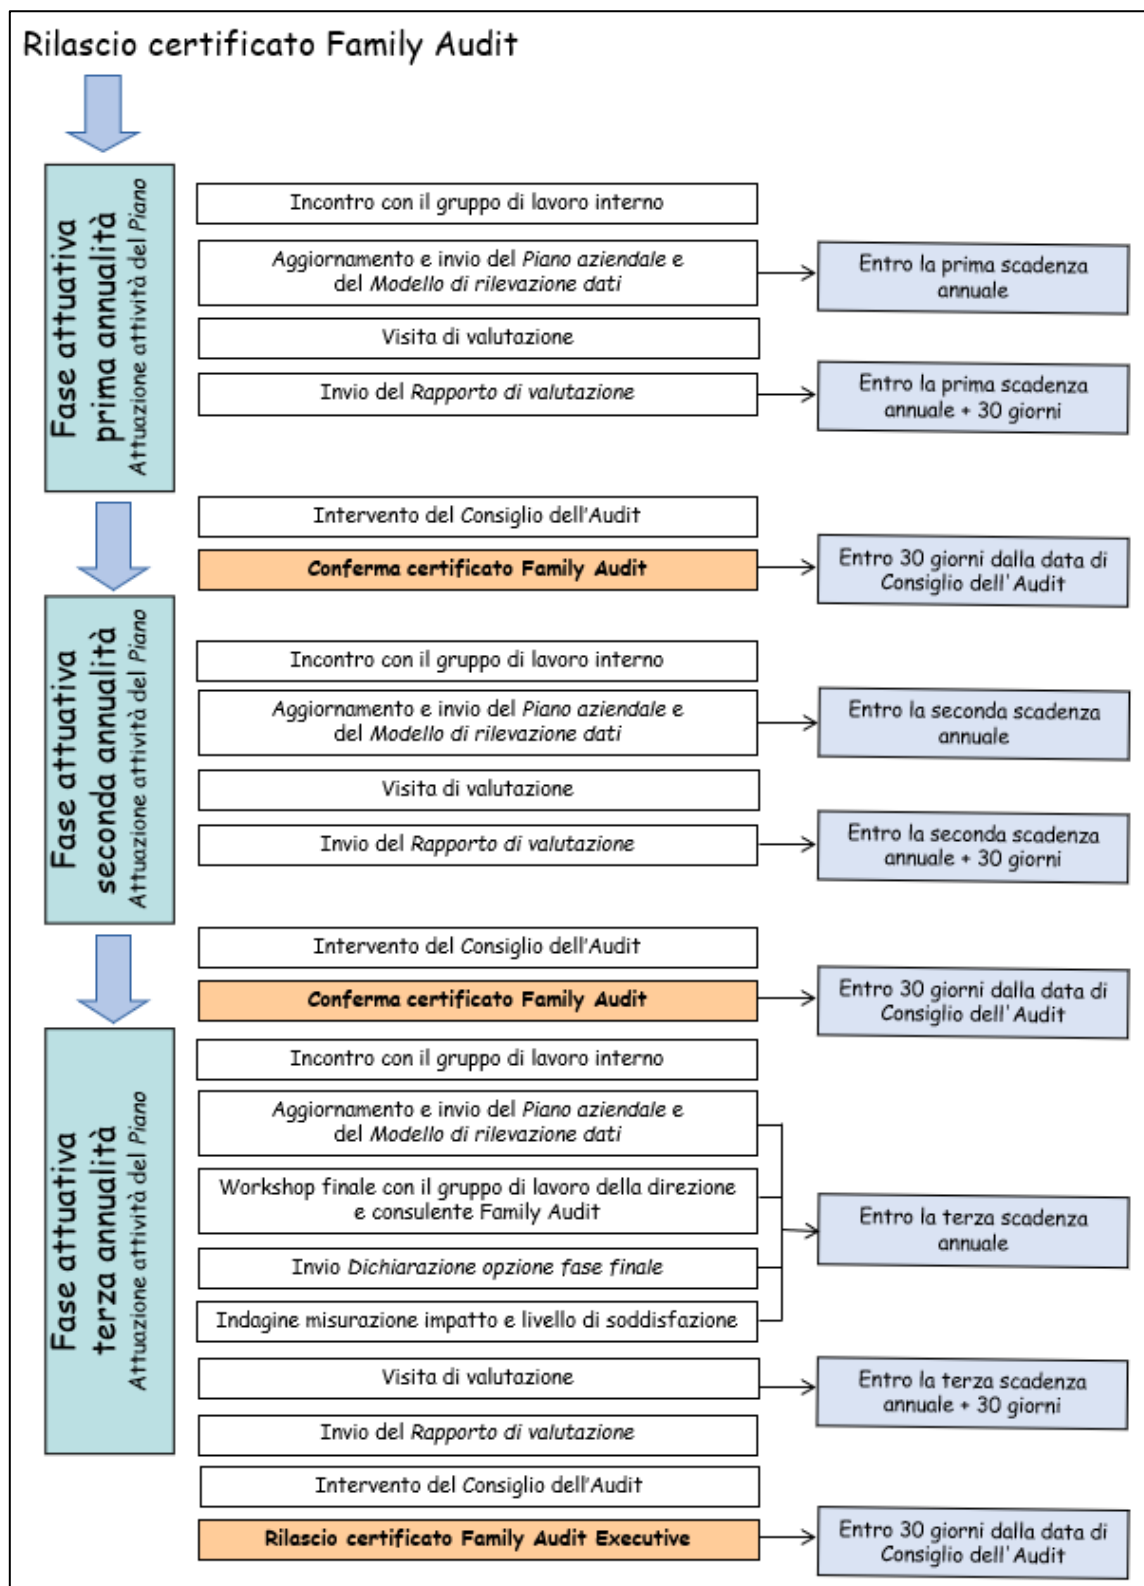 Rilascio certificato Family Audit
Fase attuativa
prima annualità
Attuazione attività del Piano
Incontro con il gruppo di lavoro interno
Aggiornamento e invio del Piano aziendale e
del Modello di rilevazione dati
Entro la prima scadenza
annuale
Visita di valutazione
Invio del Rapporto di valutazione
Entro la prima scadenza
annuale + 30 giorni
Intervento del Consiglio dell'Audit
Conferma certificato Family Audit
Entro 30 giorni dalla data di
Consiglio dell'Audit
Fase attuativa
seconda annualità
Attuazione attività del Piano
Incontro con il gruppo di lavoro interno
Aggiornamento e invio del Piano aziendale e
del Modello di rilevazione dati
Entro la seconda scadenza
annuale
Visita di valutazione
Invio del Rapporto di valutazione
Entro la seconda scadenza
annuale + 30 giorni
Intervento del Consiglio dell'Audit
Conferma certificato Family Audit
Entro 30 giorni dalla data di
Consiglio dell'Audit
Fase attuativa
terza annualità
Attuazione attività del Piano
Incontro con il gruppo di lavoro interno
Aggiornamento e invio del Piano aziendale e
del Modello di rilevazione dati
Workshop finale con il gruppo di lavoro della direzione
e consulente Family Audit
Invio Dichiarazione opzione fase finale
Indagine misurazione impatto e livello di soddisfazione
Entro la terza scadenza
annuale
Visita di valutazione
Entro la terza scadenza
annuale + 30 giorni
Invio del Rapporto di valutazione
Intervento del Consiglio dell'Audit
Rilascio certificato Family Audit Executive
Entro 30 giorni dalla data di
Consiglio dell'Audit